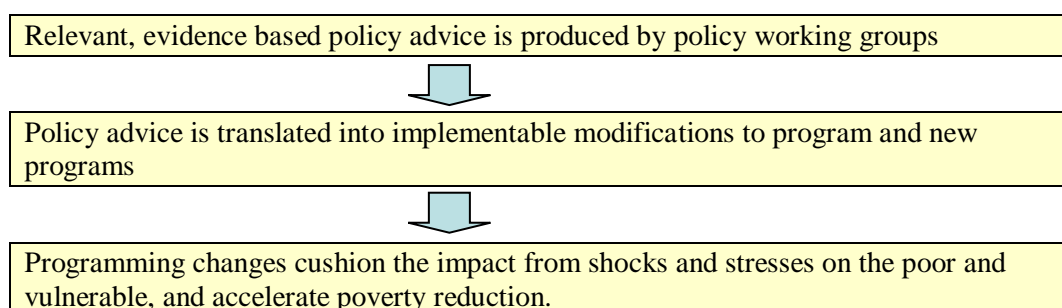 Relevant, evidence based policy advice is produced by policy working groups
Policy advice is translated into implementable modifications to program and new
programs
Programming changes cushion the impact from shocks and stresses on the poor and
vulnerable, and accelerate poverty reduction.